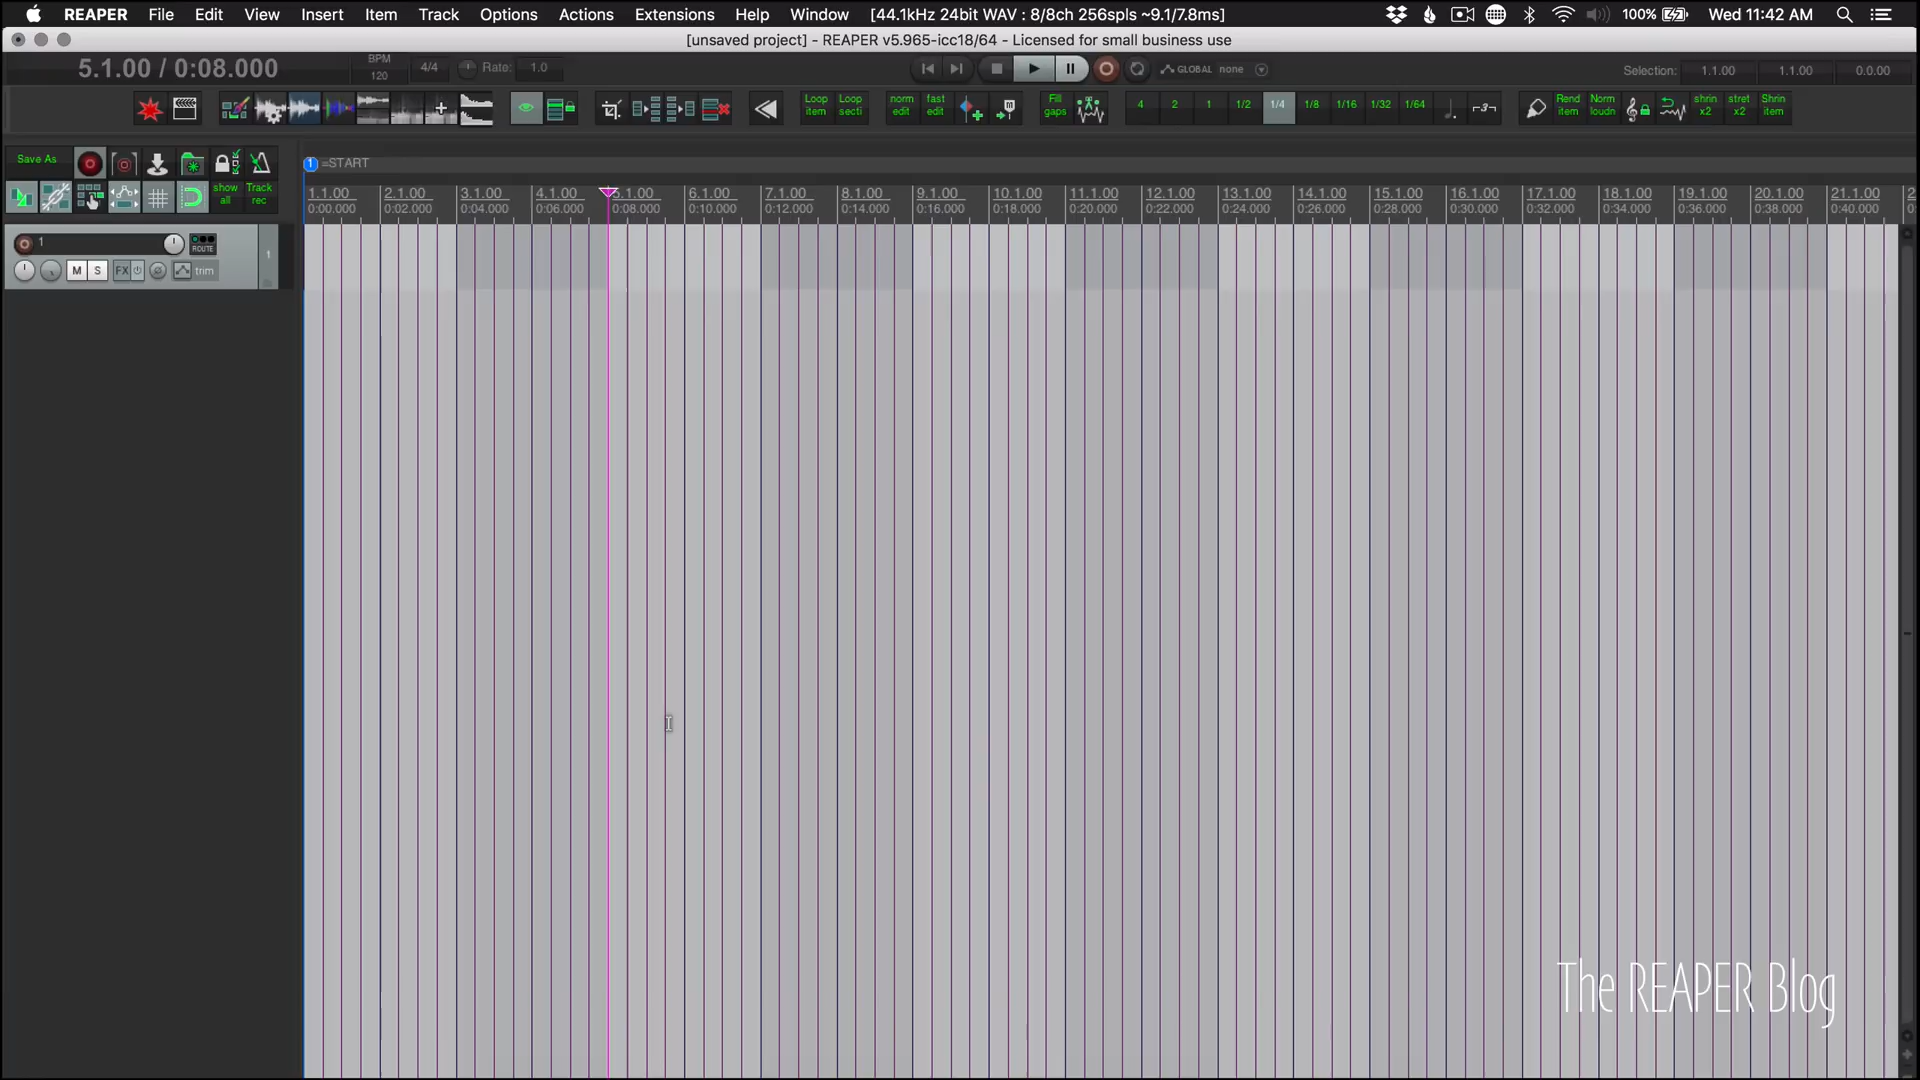 REAPER File Edit View Insert Item Track Options Actions Extensions Help Window [44.1kHz 24bit WAV : 8/8ch 256spls ~9.1/7.8ms] 100% Wed 11:42 AM
[unsaved project] - REAPER v5.965-icc18/64 - Licensed for small business use
5.1.00 / 0:08.000
BPM
120
4/4
Rate: 1.0
GLOBAL none
Selection: 1.1.00 1.1.00 0.0.00
Loop item
Loop secti
norm edit
fast edit
Fill gaps
4 2 1 1/2 1/4 1/8 1/16 1/32 1/64
-3-
Rend item
Norm loudn
shrin x2
stret x2
Shrin item
Save As
show all
Track rec
1 =START
1.1.00 2.1.00 3.1.00 4.1.00 5.1.00 6.1.00 7.1.00 8.1.00 9.1.00 10.1.00 11.1.00 12.1.00 13.1.00 14.1.00 15.1.00 16.1.00 17.1.00 18.1.00 19.1.00 20.1.00 21.1.00
0:00.000 0:02.000 0:04.000 0:06.000 0:08.000 0:10.000 0:12.000 0:14.000 0:16.000 0:18.000 0:20.000 0:22.000 0:24.000 0:26.000 0:28.000 0:30.000 0:32.000 0:34.000 0:36.000 0:38.000 0:40.000
1 ROUTE 1
M S FX trim
The REAPER Blog